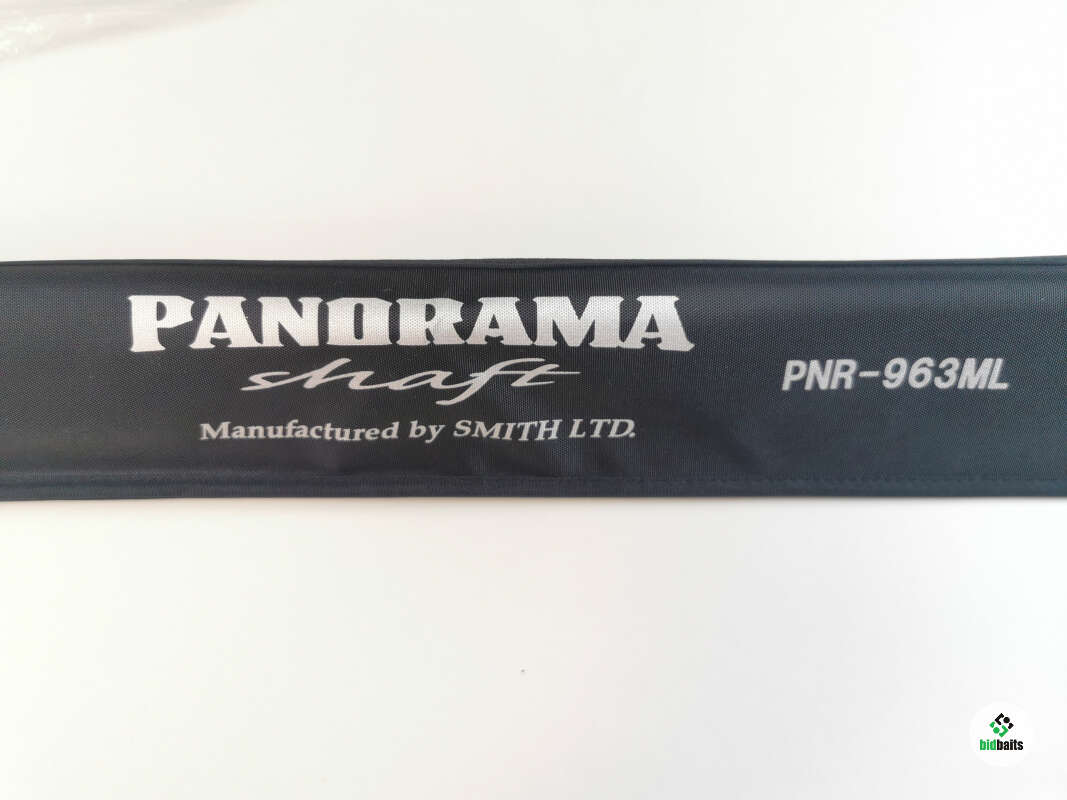 PANORAMA
shaft
Manufactured by SMITH LTD.
PNR-963ML
bidbaits